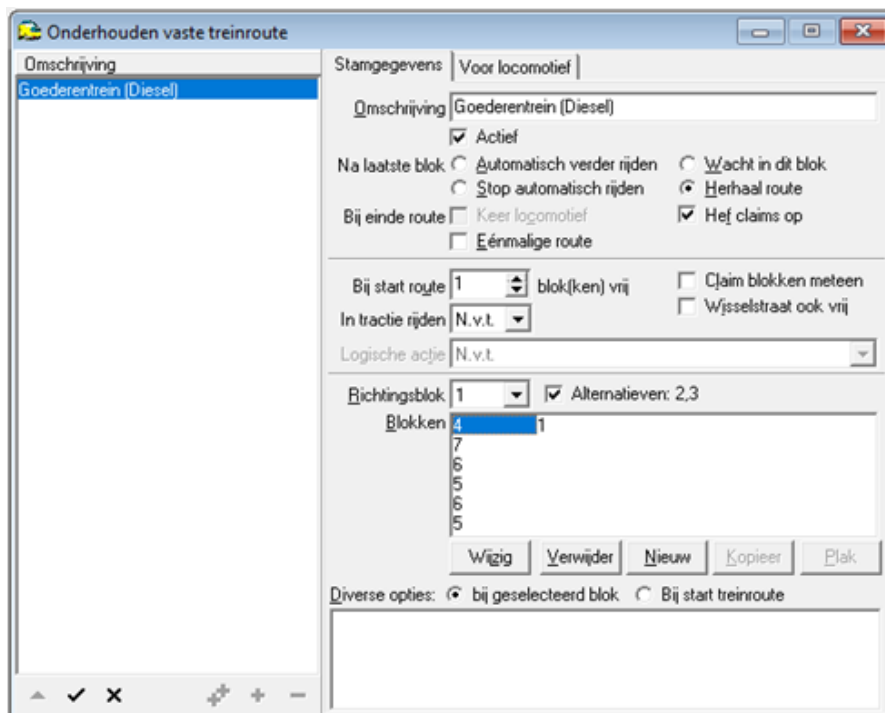 Onderhouden vaste treinroute
Omschrijving
Goederentrein (Diesel)
Stamgegevens Voor locomotief
Omschrijving Goederentrein (Diesel)
Actief
Na laatste blok Automatisch verder rijden Wacht in dit blok
Stop automatisch rijden Herhaal route
Bij einde route Keer locomotief Hef claims op
Eénmalige route
Bij start route 1 blok(ken) vrij Claim blokken meteen
Wisselstraat ook vrij
In tractie rijden N.v.t.
Logische actie N.v.t.
Richtingsblok 1 Alternatieven: 2,3
Blokken 4 1
7
6
5
6
5
Wijzig Verwijder Nieuw Kopieer Plak
Diverse opties: bij geselecteerd blok Bij start treinroute